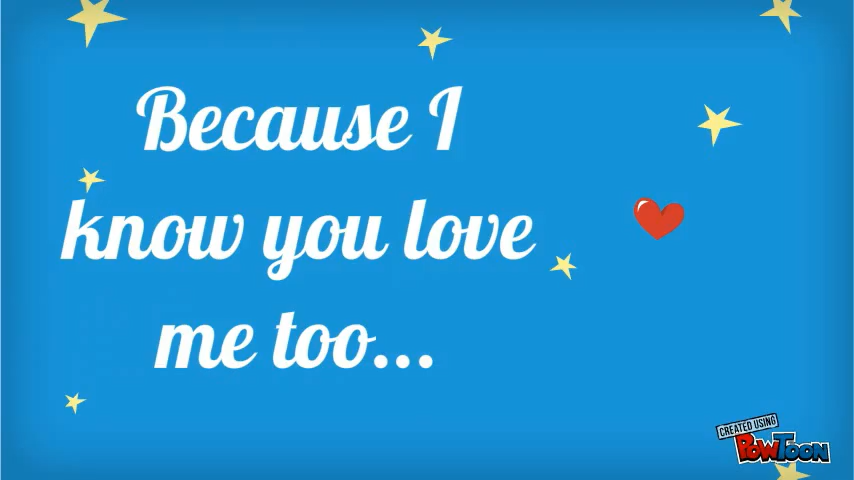 Because I
know you love
me too...
CREATED USING
POWTOON